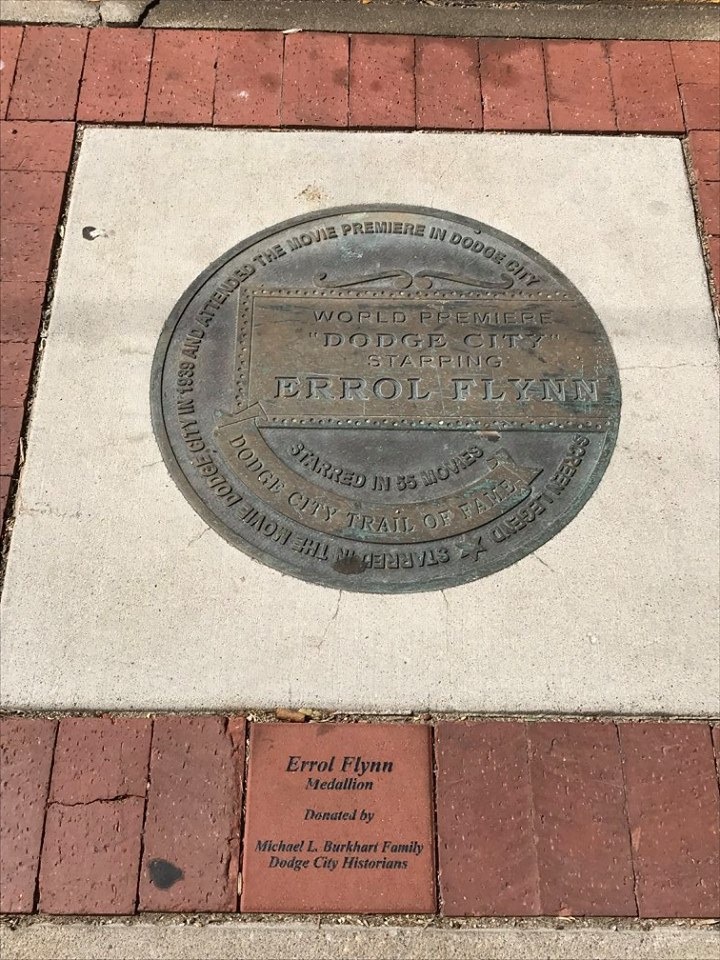 SCREEN LEGEND ★ STARRED IN THE MOVIE DODGE CITY IN 1939 AND ATTENDED THE MOVIE PREMIERE IN DODGE CITY
WORLD PREMIERE
"DODGE CITY"
STARRING
ERROL FLYNN
STARRED IN 55 MOVIES
DODGE CITY TRAIL OF FAME
Errol Flynn
Medallion
Donated by
Michael L. Burkhart Family
Dodge City Historians